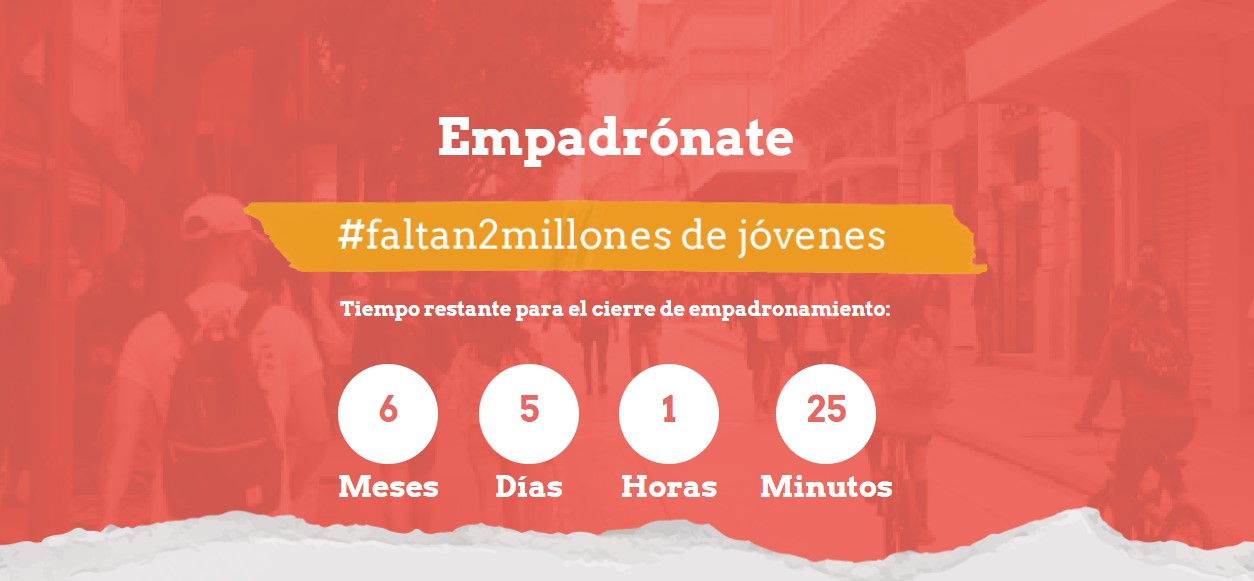 Empadrónate
#faltan2millones de jóvenes
Tiempo restante para el cierre de empadronamiento:
6 5 1 25
Meses Días Horas Minutos